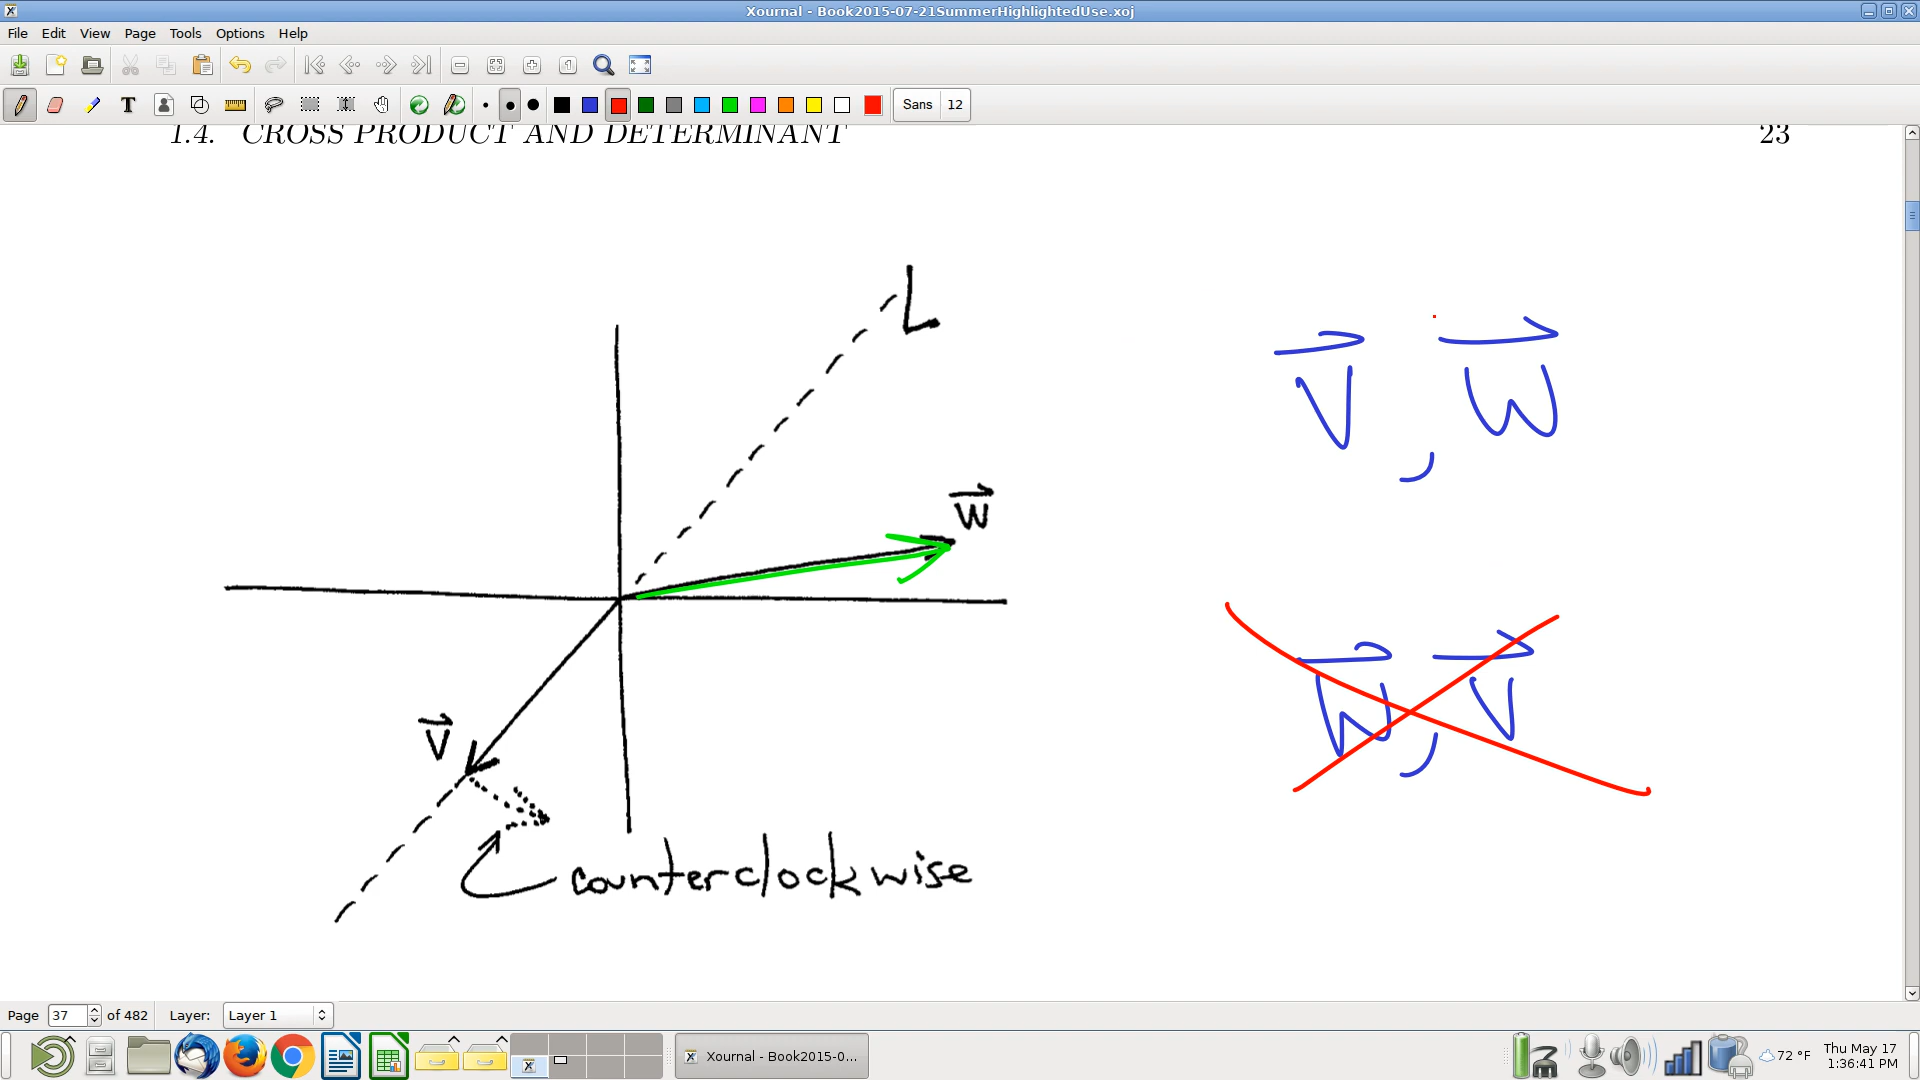 Xournal - Book2015-07-21SummerHighlightedUse.xoj
File Edit View Page Tools Options Help
T Sans 12
1.4. CROSS PRODUCT AND DETERMINANT 23
L
V, W
W
W, V
V
counterclockwise
Page 37 of 482 Layer: Layer 1
Xournal - Book2015-0... 72 °F Thu May 17
1:36:41 PM